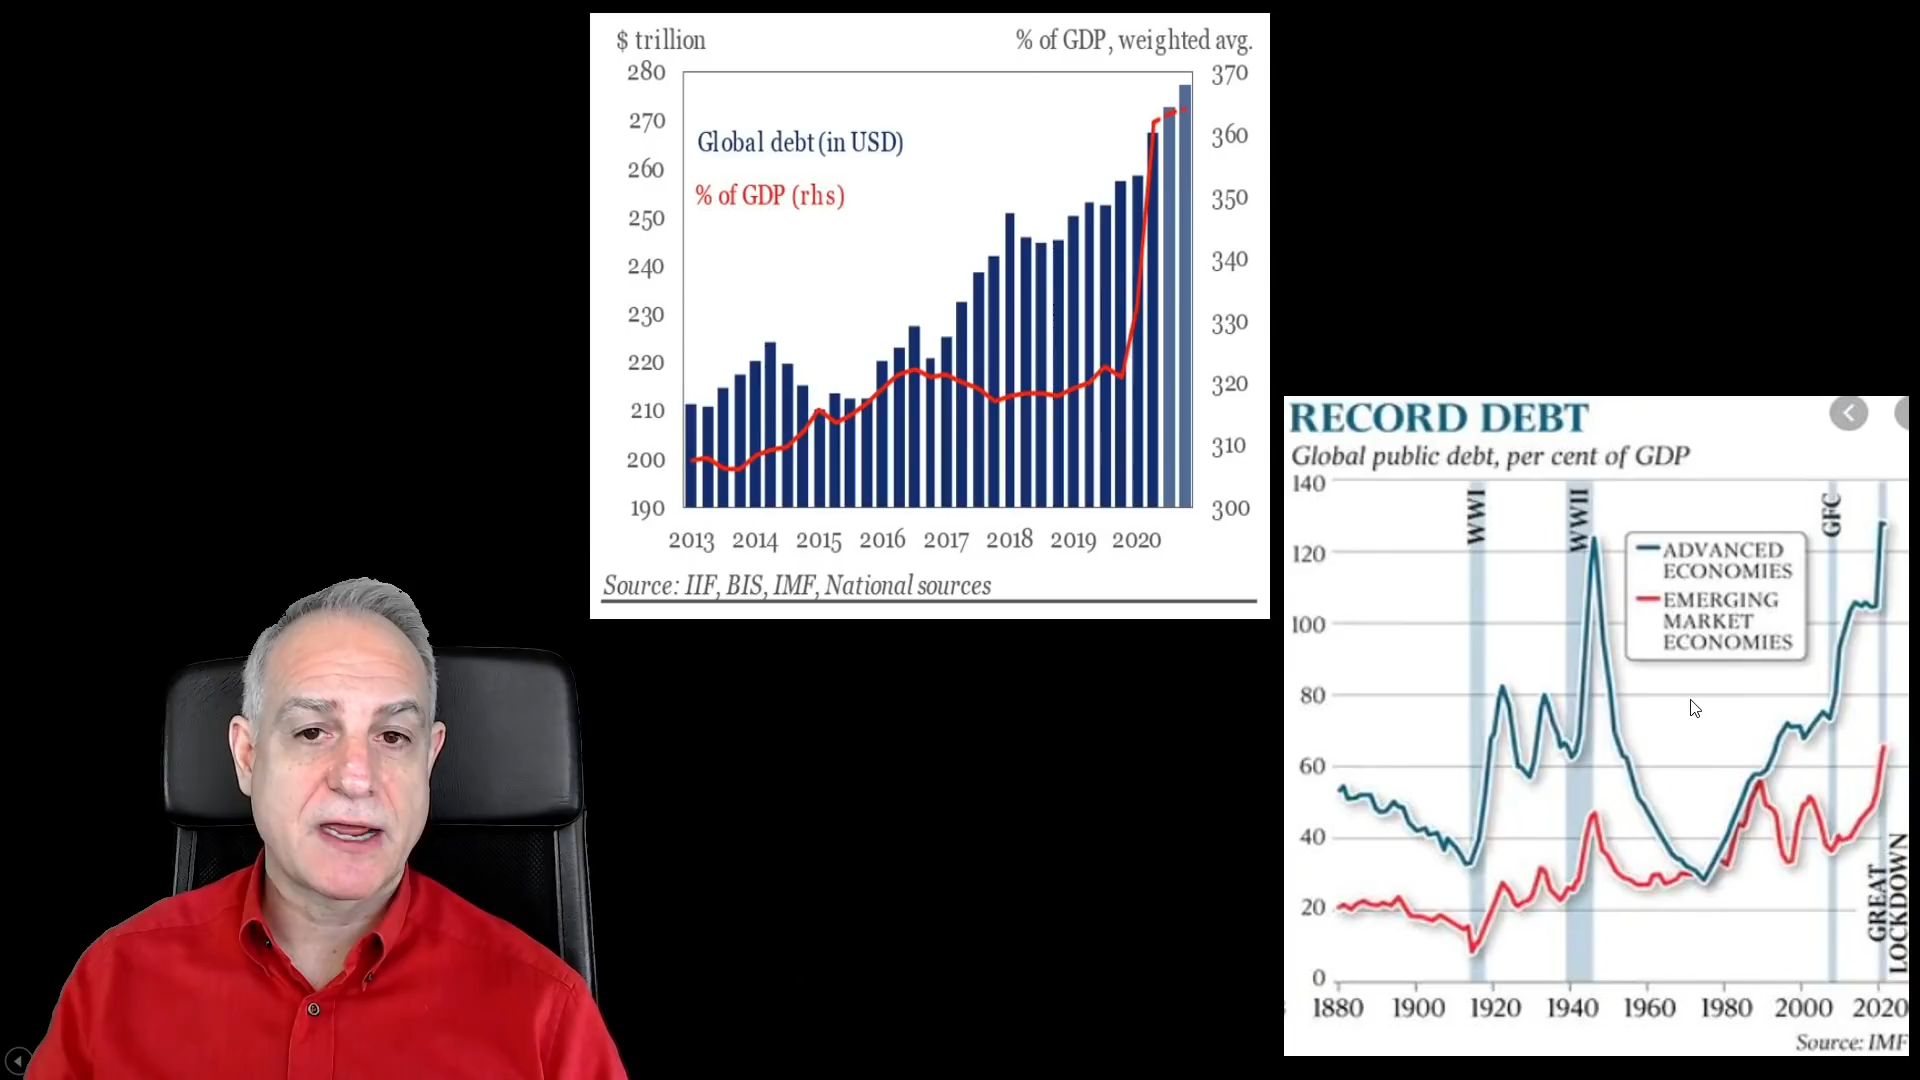 $ trillion % of GDP, weighted avg.
280 370
270 360
260 350
250 340
240 330
230 320
220 310
210 300
200
190
Global debt (in USD)
% of GDP (rhs)
2013 2014 2015 2016 2017 2018 2019 2020
Source: IIF, BIS, IMF, National sources
RECORD DEBT
Global public debt, per cent of GDP
140
120
100
80
60
40
20
0
WWI
WWII
GFC
GREAT
LOCKDOWN
ADVANCED
ECONOMIES
EMERGING
MARKET
ECONOMIES
1880 1900 1920 1940 1960 1980 2000 2020
Source: IMF